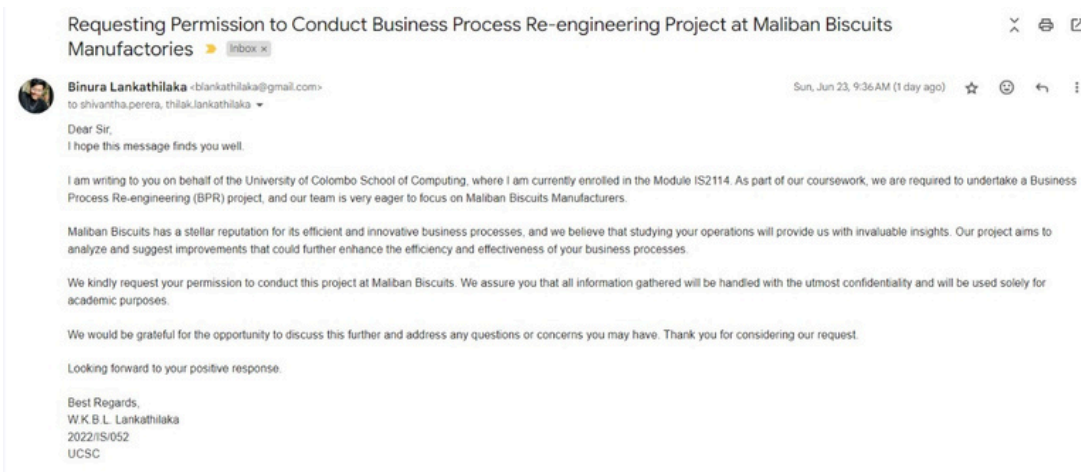 Requesting Permission to Conduct Business Process Re-engineering Project at Maliban Biscuits
Manufactories Inbox ×
Binura Lankathilaka <blankathilaka@gmail.com> Sun, Jun 23, 9:36 AM (1 day ago)
to shivantha.perera, thilak.lankathilaka
Dear Sir,
I hope this message finds you well.
I am writing to you on behalf of the University of Colombo School of Computing, where I am currently enrolled in the Module IS2114. As part of our coursework, we are required to undertake a Business
Process Re-engineering (BPR) project, and our team is very eager to focus on Maliban Biscuits Manufacturers.
Maliban Biscuits has a stellar reputation for its efficient and innovative business processes, and we believe that studying your operations will provide us with invaluable insights. Our project aims to
analyze and suggest improvements that could further enhance the efficiency and effectiveness of your business processes.
We kindly request your permission to conduct this project at Maliban Biscuits. We assure you that all information gathered will be handled with the utmost confidentiality and will be used solely for
academic purposes.
We would be grateful for the opportunity to discuss this further and address any questions or concerns you may have. Thank you for considering our request.
Looking forward to your positive response.
Best Regards,
W.K.B.L. Lankathilaka
2022/IS/052
UCSC